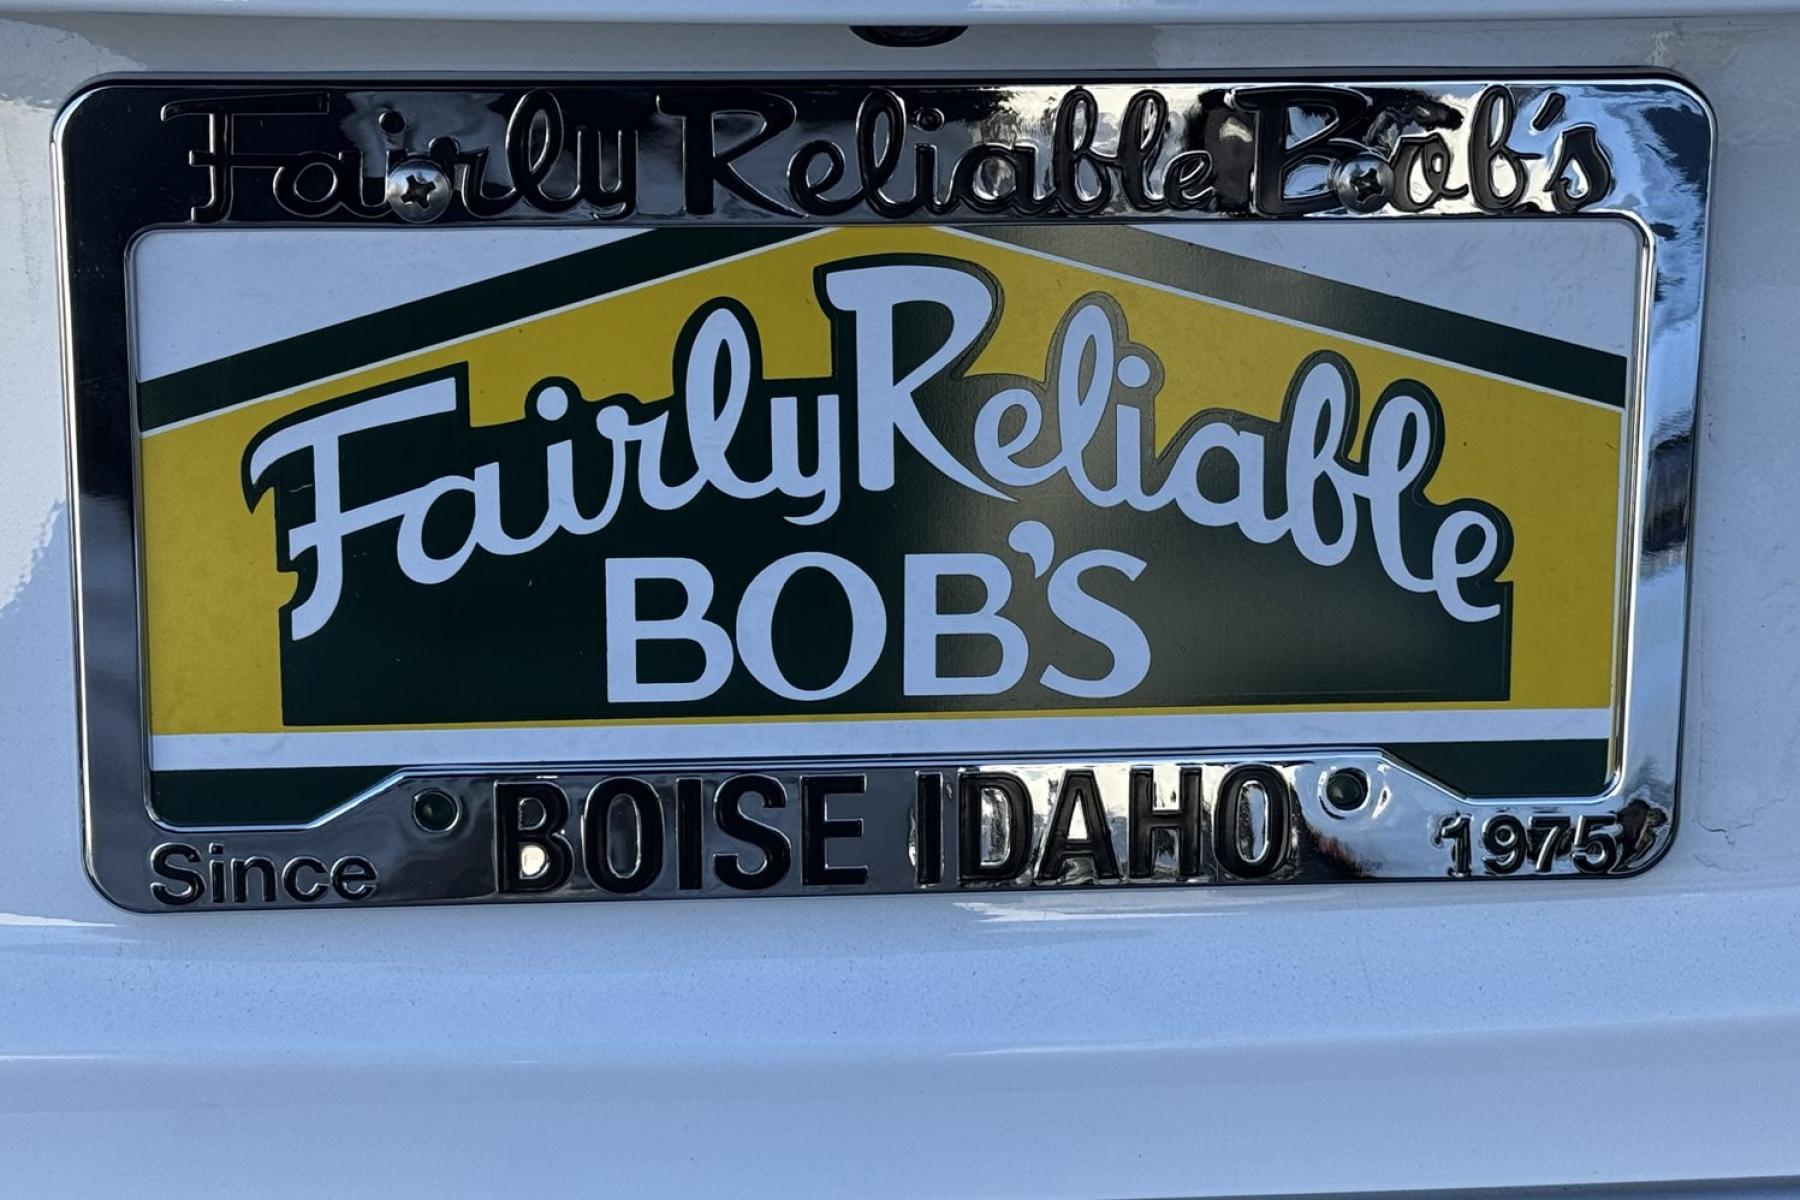 Fairly Reliable Bob's
Fairly Reliable
BOB'S
BOISE IDAHO
Since 1975